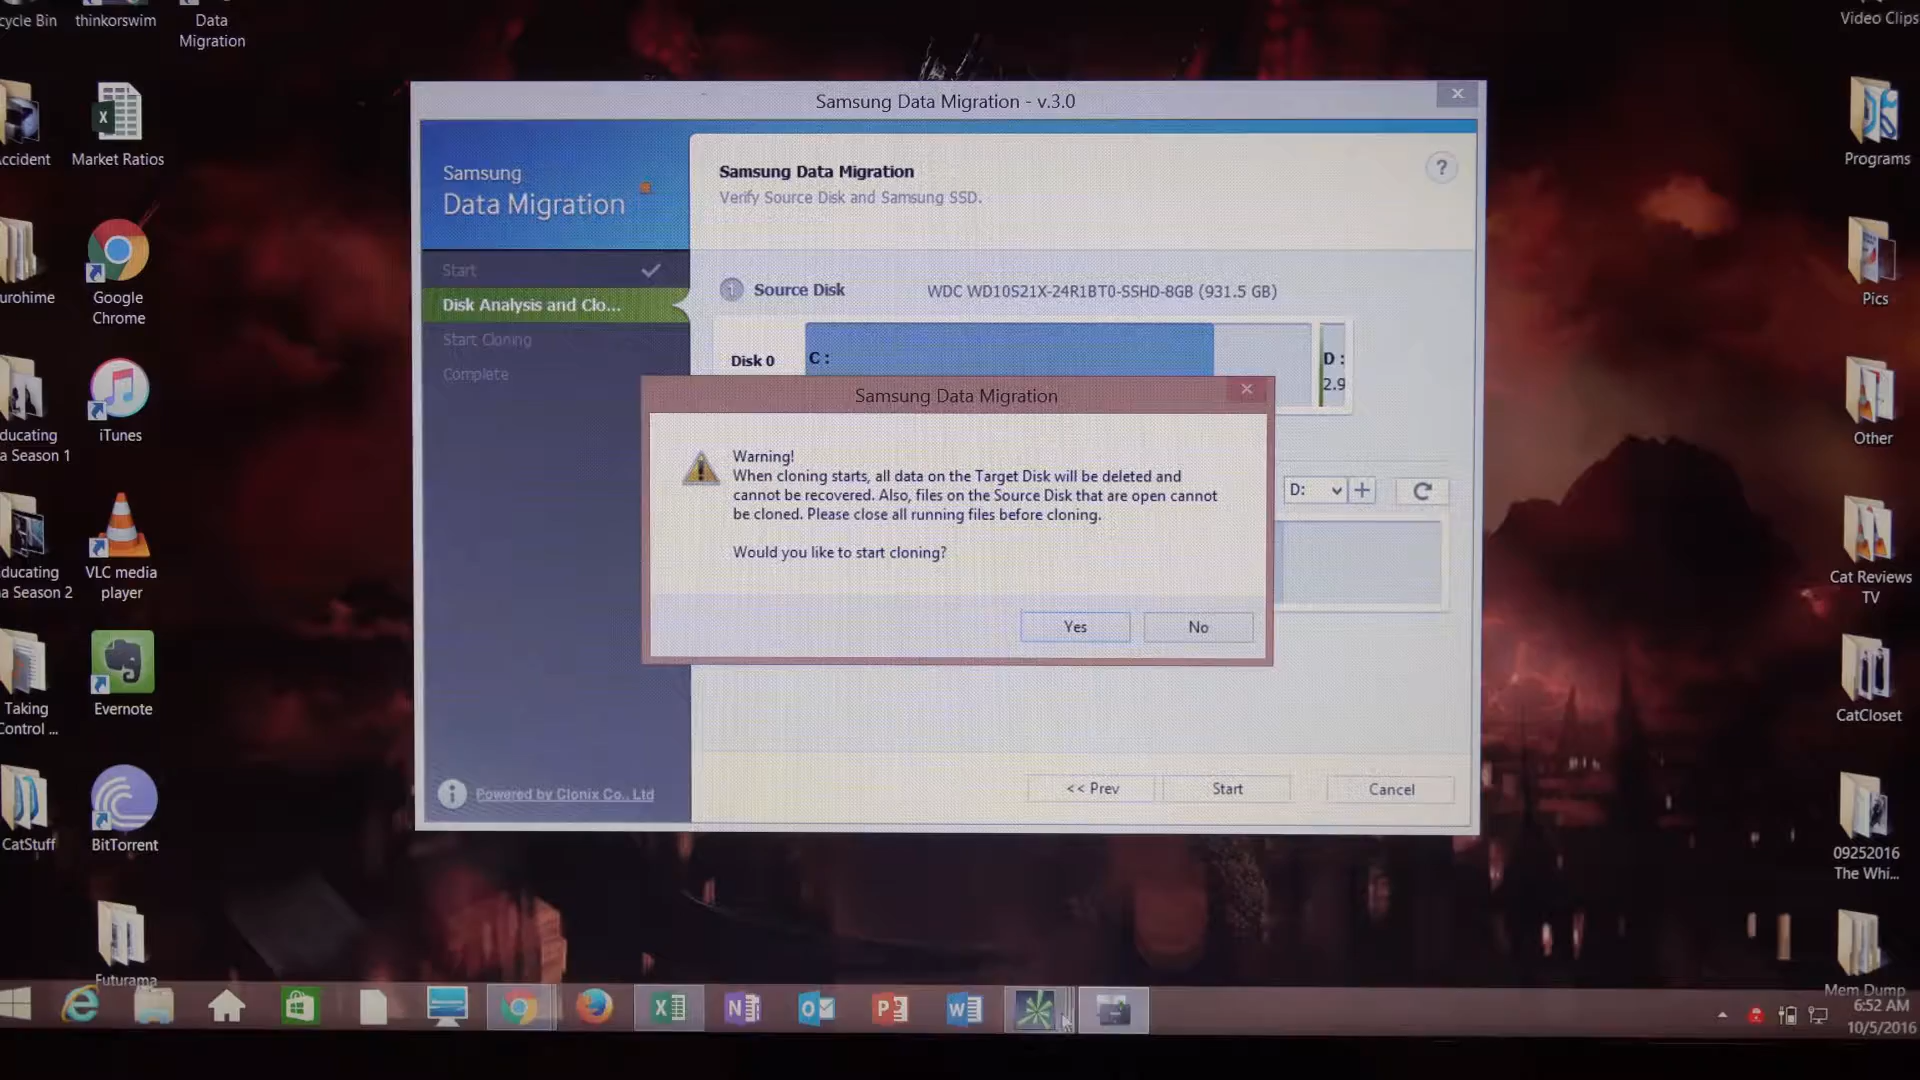 cycle Bin
thinkorswim
Data
Migration
Video Clips
Accident
Market Ratios
Programs
Google
Chrome
Pics
iTunes
Season 1
Other
VLC media
player
Season 2
Cat Reviews
TV
Taking
Control ...
Evernote
CatCloset
CatStuff
BitTorrent
09252016
The Whi...
Futurama
Mem Dump
Samsung Data Migration - v.3.0
Samsung
Data Migration
Samsung Data Migration
Verify Source Disk and Samsung SSD.
?
Start
Disk Analysis and Clo...
Start Cloning
Complete
1 Source Disk
WDC WD10S21X-24R1BT0-SSHD-8GB (931.5 GB)
Disk 0
C :
D :
2.9
Samsung Data Migration
Warning!
When cloning starts, all data on the Target Disk will be deleted and
cannot be recovered. Also, files on the Source Disk that are open cannot
be cloned. Please close all running files before cloning.
Would you like to start cloning?
Yes
No
D:
Powered by Clonix Co., Ltd
<< Prev
Start
Cancel
6:52 AM
10/5/2016